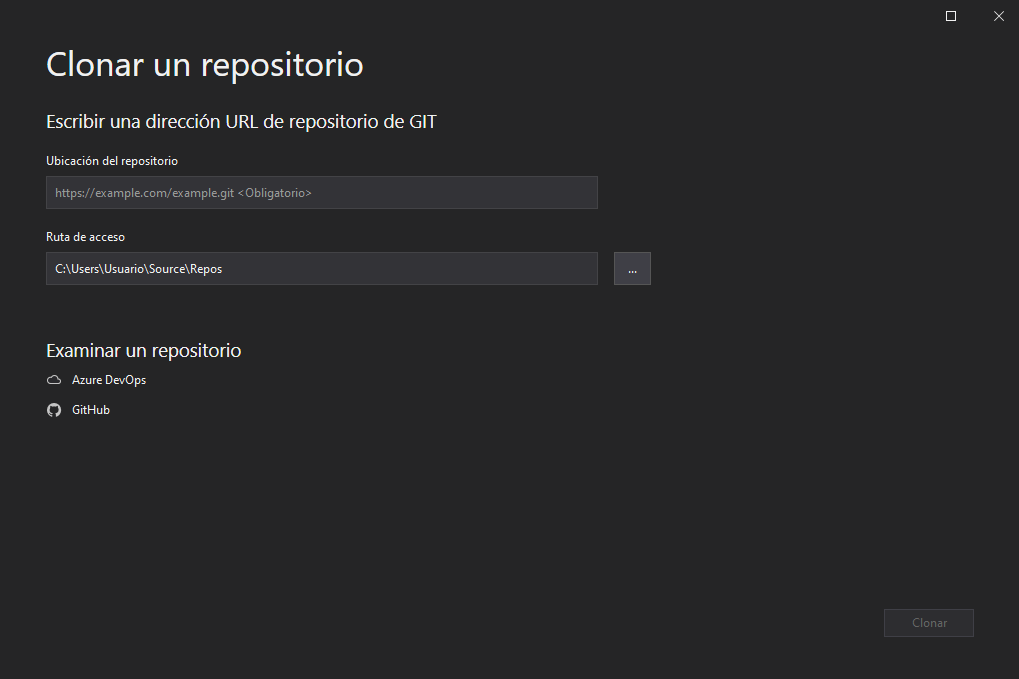 Clonar un repositorio
Escribir una dirección URL de repositorio de GIT
Ubicación del repositorio
https://example.com/example.git <Obligatorio>
Ruta de acceso
C:\Users\Usuario\Source\Repos
...
Examinar un repositorio
Azure DevOps
GitHub
Clonar